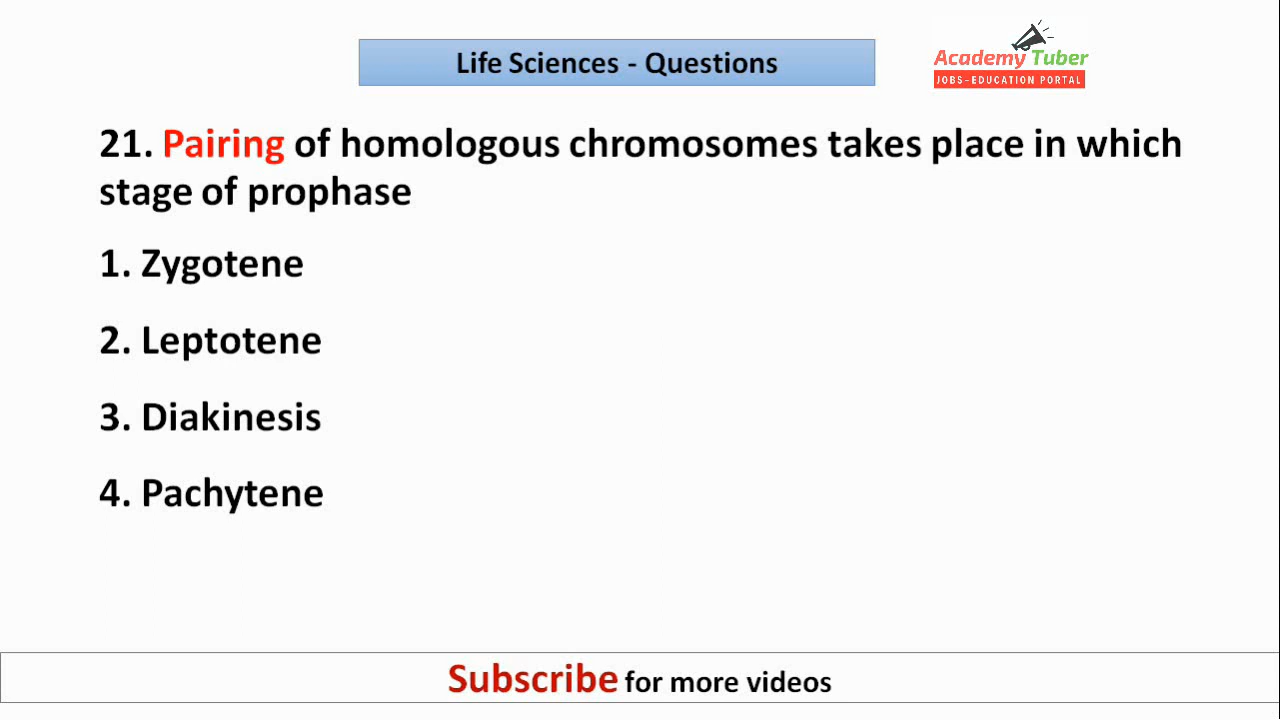 Life Sciences - Questions
Academy Tuber
JOBS-EDUCATION PORTAL
21. Pairing of homologous chromosomes takes place in which
stage of prophase
1. Zygotene
2. Leptotene
3. Diakinesis
4. Pachytene
Subscribe for more videos